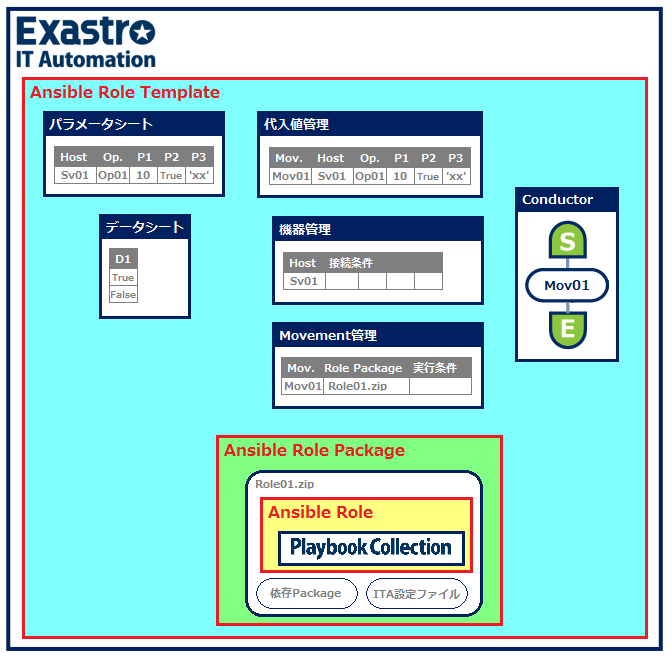 Exastro
IT Automation
Ansible Role Template
パラメータシート
Host Op. P1 P2 P3
Sv01 Op01 10 True 'xx'
代入値管理
Mov. Host Op. P1 P2 P3
Mov01 Sv01 Op01 10 True 'xx'
データシート
D1
True
False
機器管理
Host 接続条件
Sv01
Movement管理
Mov. Role Package 実行条件
Mov01 Role01.zip
Conductor
S
Mov01
E
Ansible Role Package
Role01.zip
Ansible Role
Playbook Collection
依存Package
ITA設定ファイル